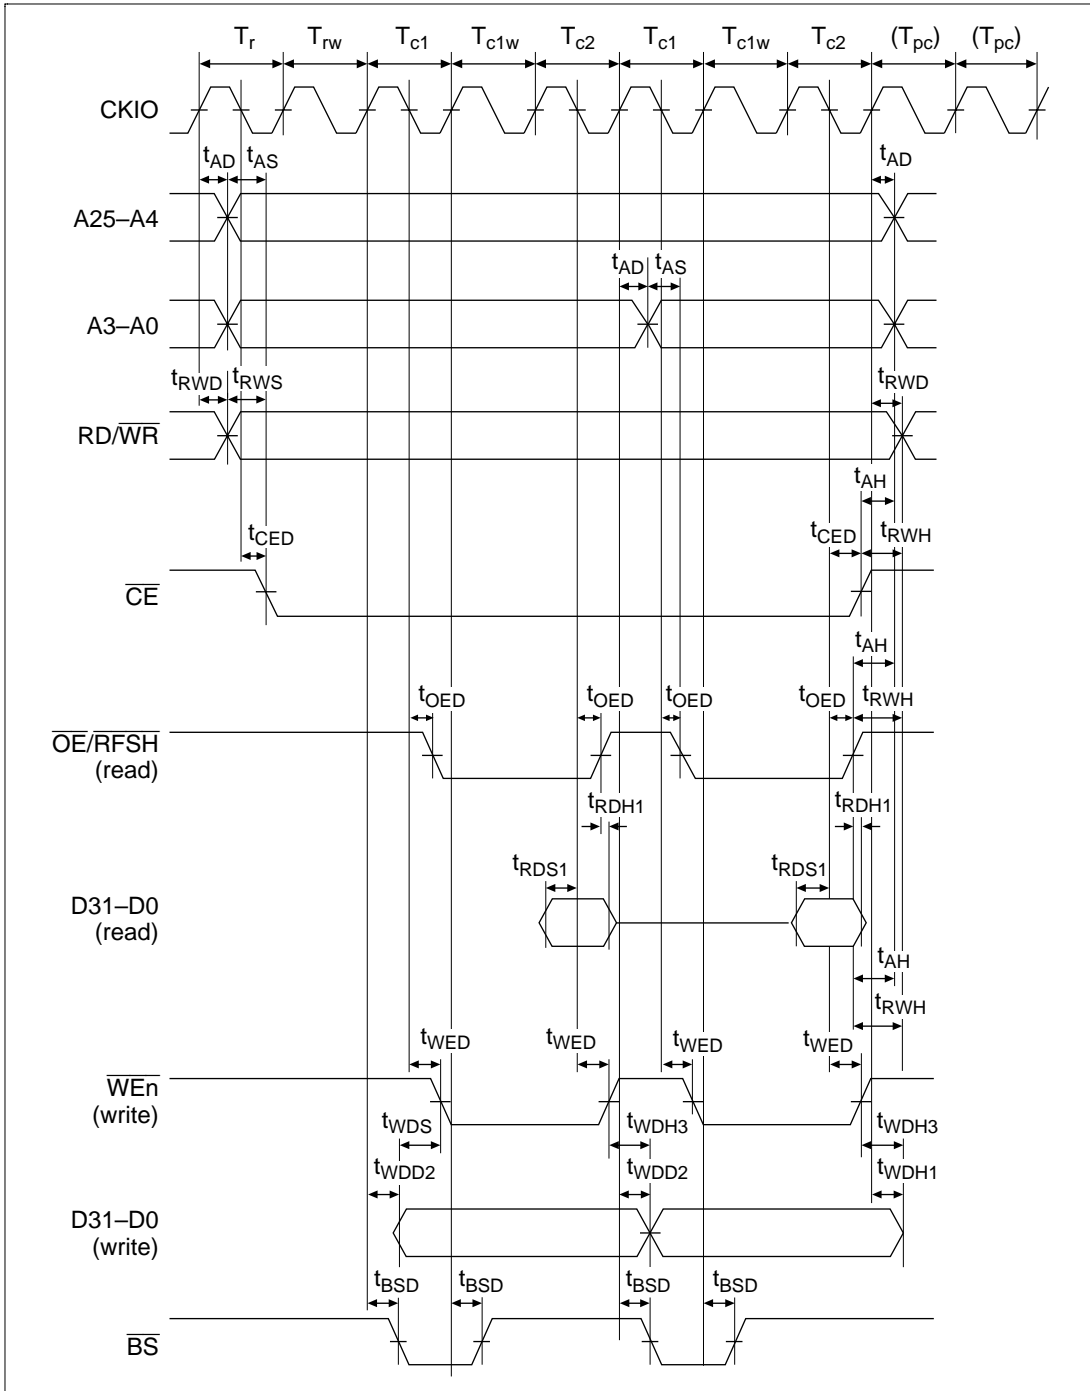 Tr Trw Tc1 Tc1w Tc2 Tc1 Tc1w Tc2 (Tpc) (Tpc)
CKIO
tAD tAS tAD
A25–A4
tAD tAS
A3–A0
tRWD tRWS tRWD
RD/WR
tAH
tCED tCED tRWH
CE
tAH
tOED tOED tOED tOED tRWH
OE/RFSH
(read)
tRDH1 tRDH1
tRDS1 tRDS1
D31–D0
(read)
tAH
tRWH
tWED tWED tWED tWED
WEn
(write)
tWDS tWDH3 tWDH3
tWDD2 tWDD2 tWDH1
D31–D0
(write)
tBSD tBSD tBSD tBSD
BS